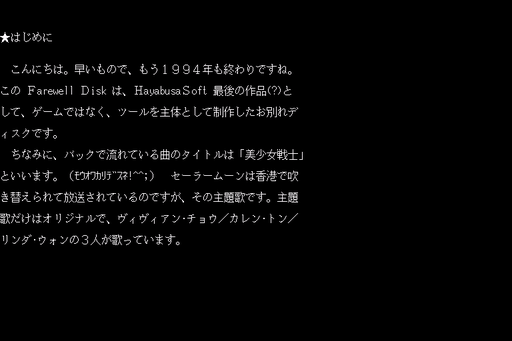 ★はじめに
　こんにちは。早いもので、もう１９９４年も終わりですね。
この Farewell Disk は、HayabusaSoft 最後の作品(?)と
して、ゲームではなく、ツールを主体として制作したお別れデ
ィスクです。
　ちなみに、バックで流れている曲のタイトルは「美少女戦士」
といいます。(ﾓｳｵﾜｶﾘﾃﾞｽﾈ!^^;)　セーラームーンは香港で吹
き替えられて放送されているのですが、その主題歌です。主題
歌だけはオリジナルで、ヴィヴィアン･チョウ／カレン･トン／
リンダ･ウォンの３人が歌っています。